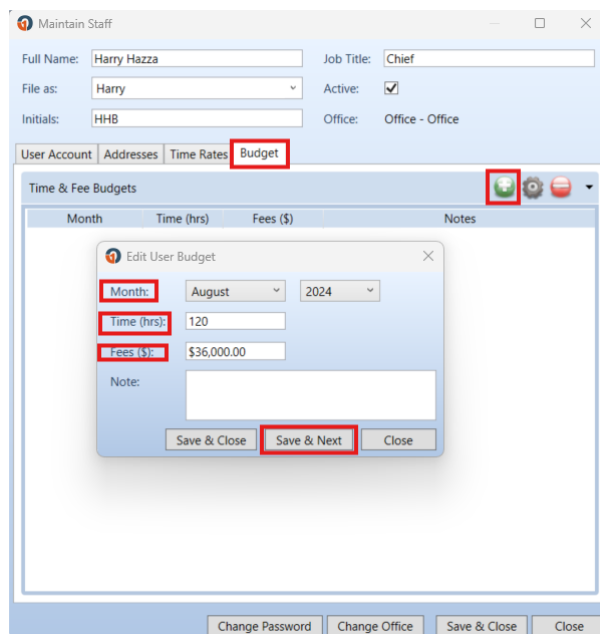 Maintain Staff
Full Name: Harry Hazza Job Title: Chief
File as: Harry Active:
Initials: HHB Office: Office - Office
User Account Addresses Time Rates Budget
Time & Fee Budgets
Month Time (hrs) Fees ($) Notes
Edit User Budget
Month: August 2024
Time (hrs): 120
Fees ($): $36,000.00
Note:
Save & Close Save & Next Close
Change Password Change Office Save & Close Close